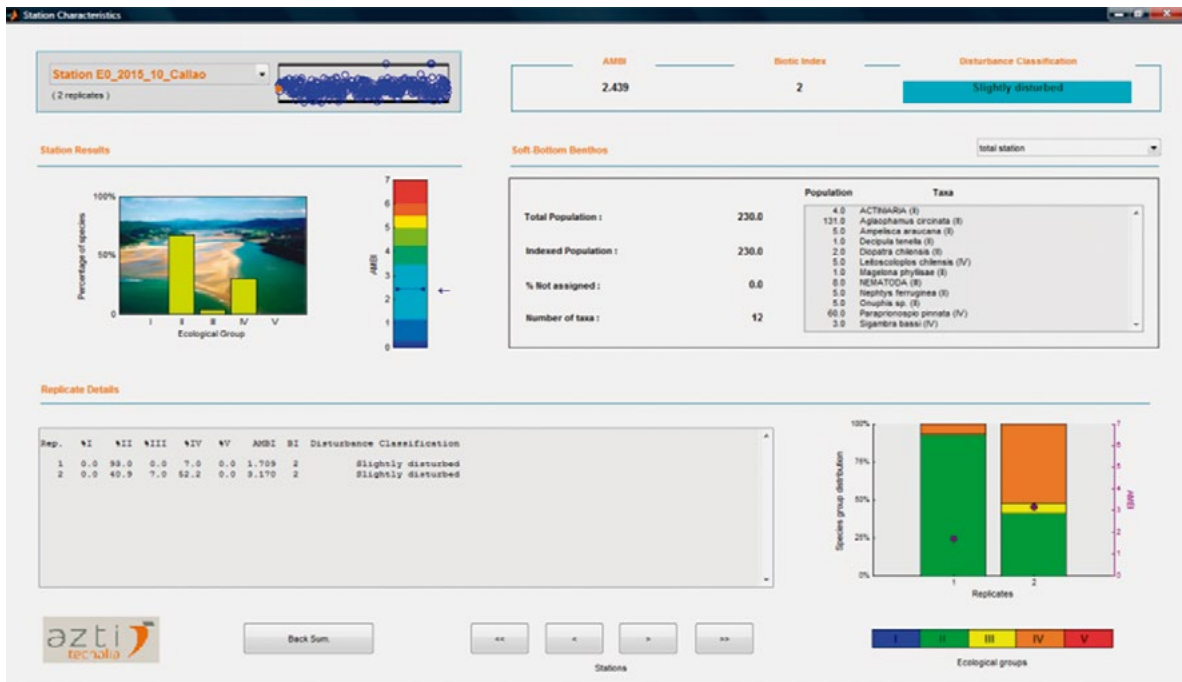 Station Characteristics
Station E0_2015_10_Callao
( 2 replicates )
AMBI
Biotic Index
Disturbance Classification
2.439
2
Slightly disturbed
Station Results
Soft-Bottom Benthos
total station
100%
50%
0
Percentage of species
I II III IV V
Ecological Group
7
6
5
4
3
2
1
0
AMBI
←
Total Population : 230.0
Indexed Population : 230.0
% Not assigned : 0.0
Number of taxa : 12
Population Taxa
4.0 ACTINIARIA (II)
131.0 Aglaophamus circinata (II)
5.0 Ampelisca araucana (II)
1.0 Decipula tenella (II)
2.0 Diopatra chilensis (II)
5.0 Leitoscoloplos chilensis (IV)
1.0 Magelona phyllisae (II)
8.0 NEMATODA (III)
5.0 Nephtys ferruginea (II)
5.0 Onuphis sp. (II)
60.0 Paraprionospio pinnata (IV)
3.0 Sigambra bassi (IV)
Replicate Details
Rep. %I %II %III %IV %V AMBI BI Disturbance Classification
1 0.0 93.0 0.0 7.0 0.0 1.709 2 Slightly disturbed
2 0.0 40.9 7.0 52.2 0.0 3.170 2 Slightly disturbed
100%
75%
50%
25%
0%
Species group distribution
1 2
Replicates
7
6
5
4
3
2
1
0
AMBI
azti
tecnalia
Back Sum.
<< < > >>
Stations
I II III IV V
Ecological groups